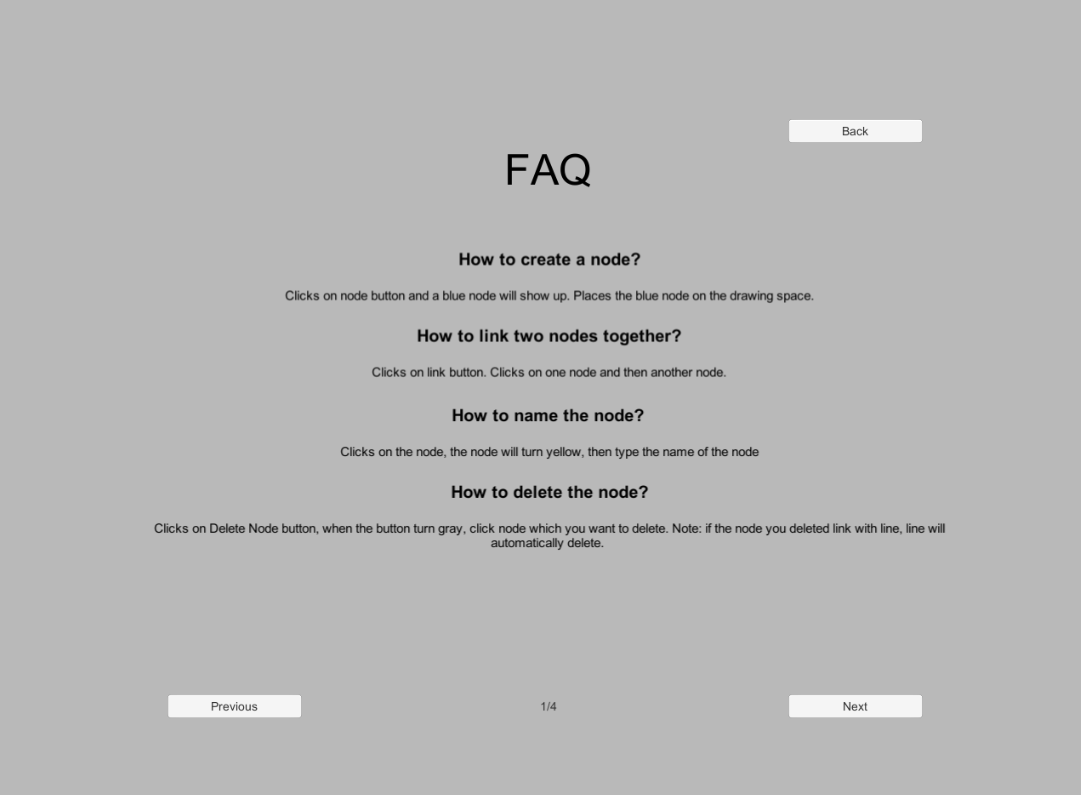 Back
FAQ
How to create a node?
Clicks on node button and a blue node will show up. Places the blue node on the drawing space.
How to link two nodes together?
Clicks on link button. Clicks on one node and then another node.
How to name the node?
Clicks on the node, the node will turn yellow, then type the name of the node
How to delete the node?
Clicks on Delete Node button, when the button turn gray, click node which you want to delete. Note: if the node you deleted link with line, line will
automatically delete.
Previous
1/4
Next